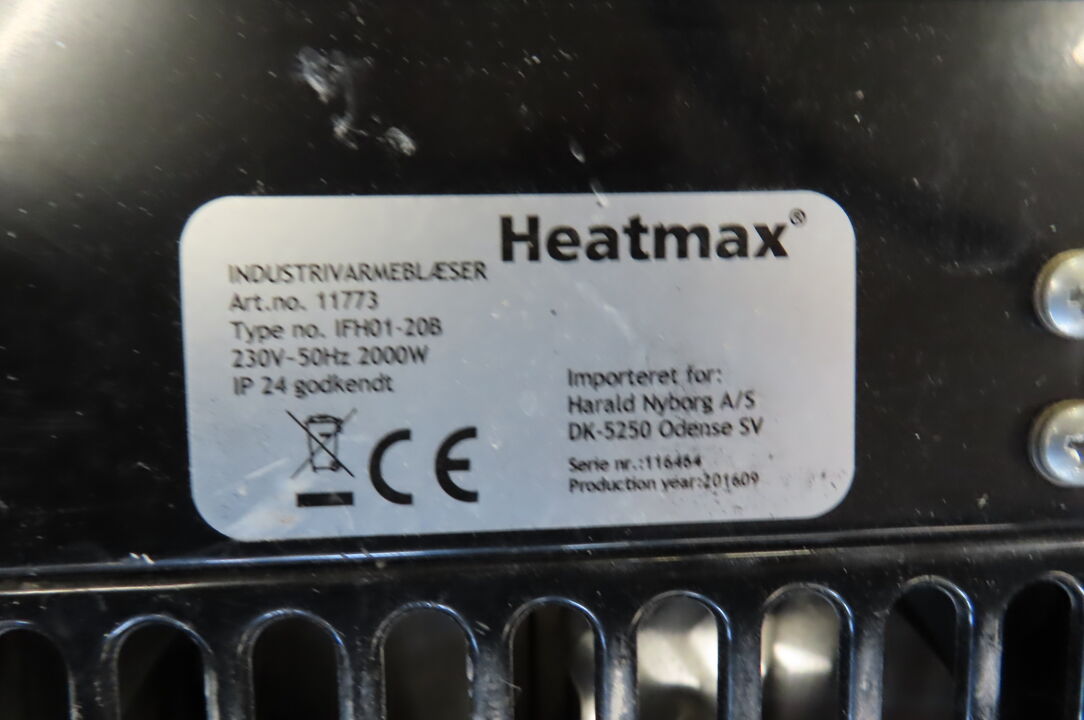 Heatmax®
INDUSTRIVARMEBLÆSER
Art.no. 11773
Type no. IFH01-20B
230V~50Hz 2000W
IP 24 godkendt
CE
Importeret for:
Harald Nyborg A/S
DK-5250 Odense SV
Serie nr.:116464
Production year:201609